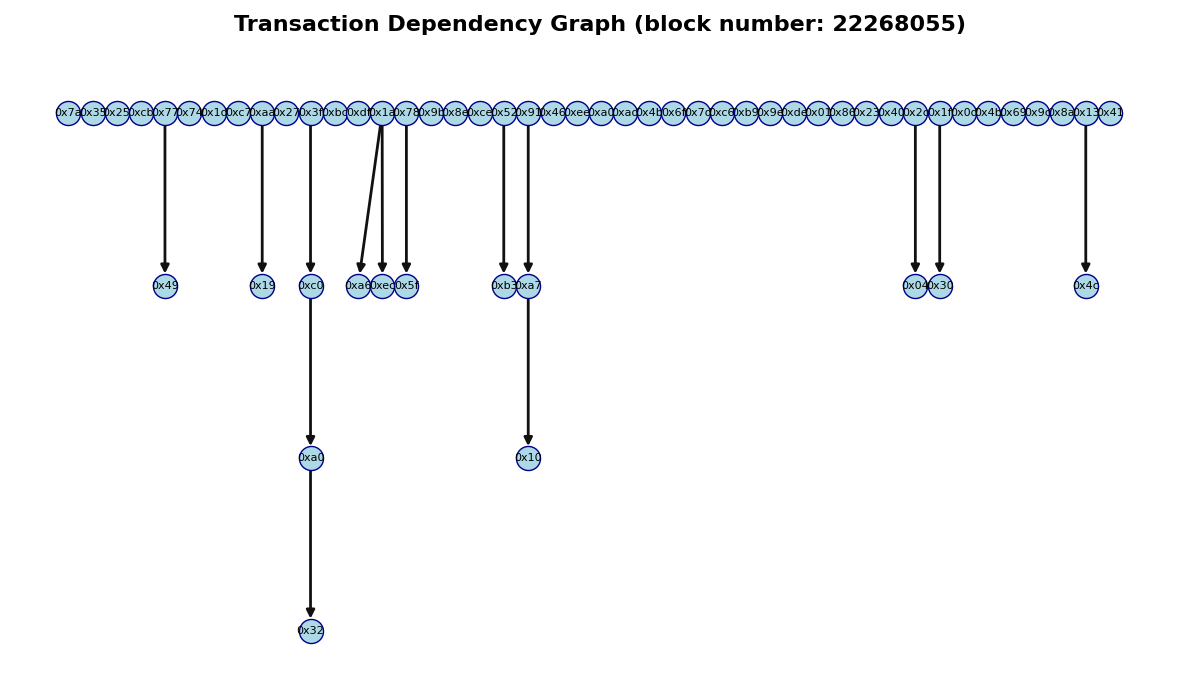 Transaction Dependency Graph (block number: 22268055)
0x7a 0x35 0x25 0xcb 0x77 0x74 0x1d 0xc7 0xaa 0x27 0x3f 0xbc 0xdf 0x1a 0x78 0x9b 0x8e 0xce 0x52 0x91 0x46 0xee 0xa0 0xad 0x4b 0x6f 0x7c 0xc6 0xb9 0x9e 0xde 0x01 0x86 0x23 0x40 0x2c 0x1f 0x0c 0x4b 0x69 0x9c 0x8a 0x13 0x41
0x49 0x19 0xc0 0xa6 0xec 0x5f 0xb3 0xa7 0x04 0x30 0x4c
0xa0 0x10
0x32